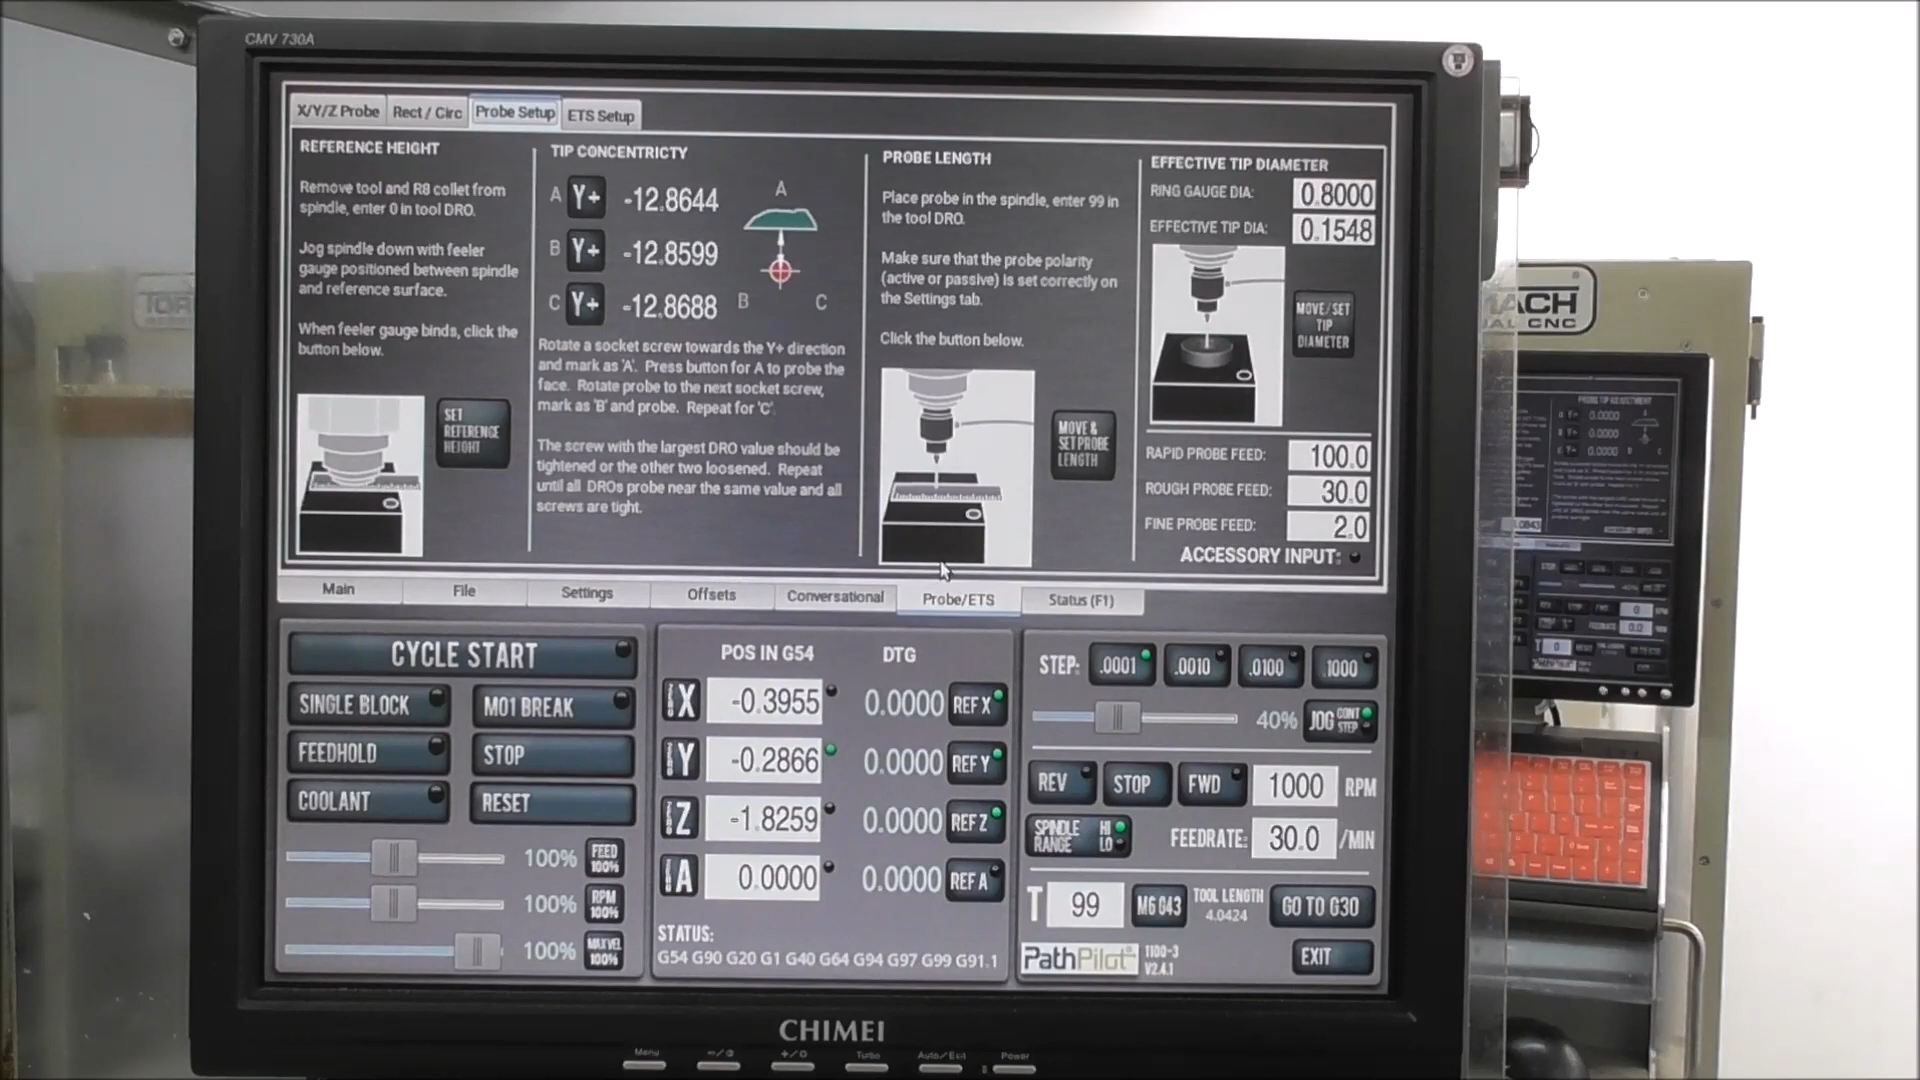 CMV 730A
X/Y/Z Probe
Rect / Circ
Probe Setup
ETS Setup
REFERENCE HEIGHT
Remove tool and R8 collet from
spindle, enter 0 in tool DRO.
Jog spindle down with feeler
gauge positioned between spindle
and reference surface.
When feeler gauge binds, click the
button below.
SET
REFERENCE
HEIGHT
TIP CONCENTRICTY
A Y+ -12.8644
B Y+ -12.8599
C Y+ -12.8688
A
B C
Rotate a socket screw towards the Y+ direction
and mark as 'A'. Press button for A to probe the
face. Rotate probe to the next socket screw,
mark as 'B' and probe. Repeat for 'C'.
The screw with the largest DRO value should be
tightened or the other two loosened. Repeat
until all DROs probe near the same value and all
screws are tight.
PROBE LENGTH
Place probe in the spindle, enter 99 in
the tool DRO.
Make sure that the probe polarity
(active or passive) is set correctly on
the Settings tab.
Click the button below.
MOVE &
SET PROBE
LENGTH
EFFECTIVE TIP DIAMETER
RING GAUGE DIA: 0.8000
EFFECTIVE TIP DIA: 0.1548
MOVE/SET
TIP
DIAMETER
RAPID PROBE FEED: 100.0
ROUGH PROBE FEED: 30.0
FINE PROBE FEED: 2.0
ACCESSORY INPUT:
Main
File
Settings
Offsets
Conversational
Probe/ETS
Status (F1)
CYCLE START
SINGLE BLOCK
M01 BREAK
FEEDHOLD
STOP
COOLANT
RESET
100% FEED 100%
100% RPM 100%
100% MAXVEL 100%
POS IN G54 DTG
ZERO X -0.3955 0.0000 REF X
ZERO Y -0.2866 0.0000 REF Y
ZERO Z -1.8259 0.0000 REF Z
ZERO A 0.0000 0.0000 REF A
STATUS:
G54 G90 G20 G1 G40 G64 G94 G97 G99 G91.1
STEP: .0001 .0010 .0100 .1000
40% JOG CONT STEP
REV STOP FWD 1000 RPM
SPINDLE RANGE HI LO
FEEDRATE: 30.0 /MIN
T 99 M6 G43
TOOL LENGTH
4.0424
GO TO G30
PathPilot®
1100-3
V2.4.1
EXIT
CHIMEI
Menu
Turbo
Auto/Exit
Power
MACH
CNC